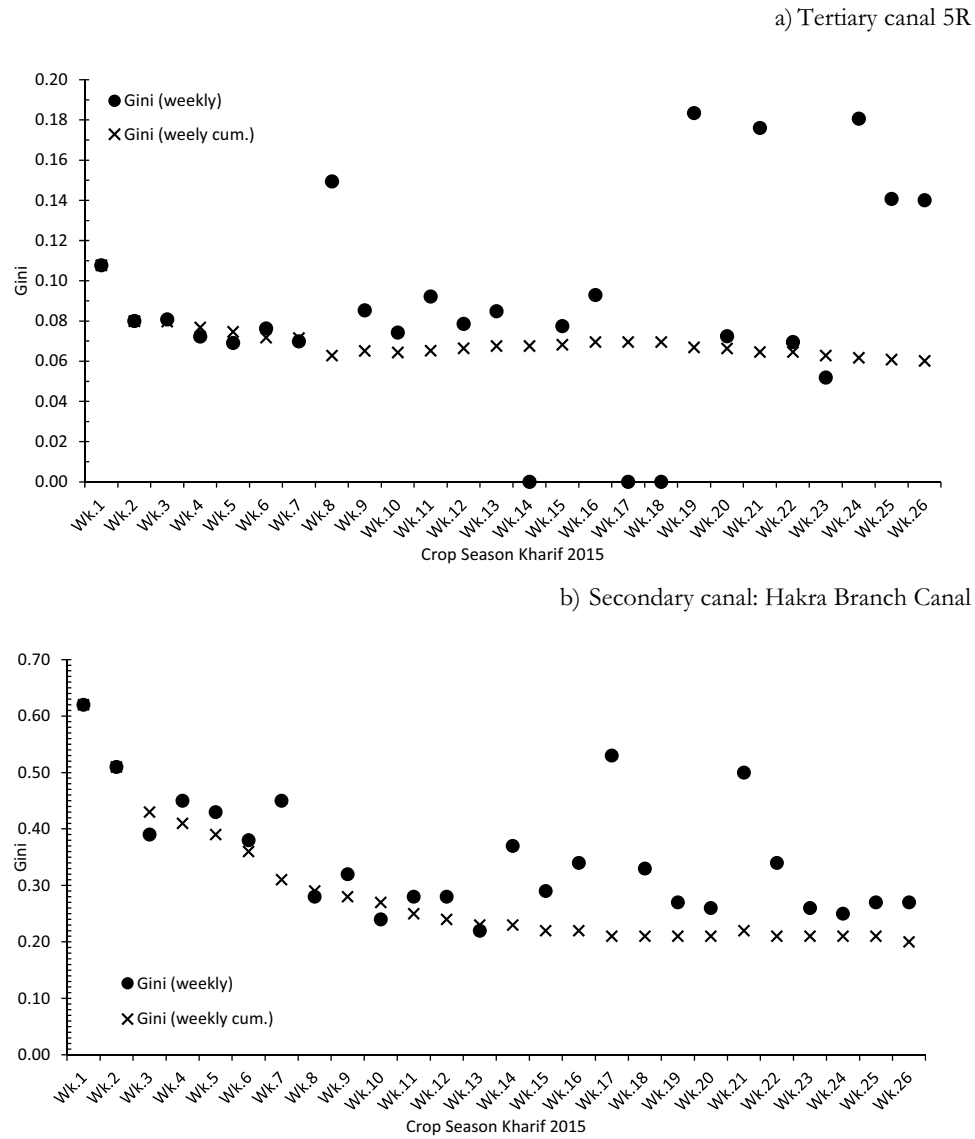 a) Tertiary canal 5R
0.20
0.18
0.16
0.14
0.12
0.10
0.08
0.06
0.04
0.02
0.00
Gini
Gini (weekly)
Gini (weely cum.)
Wk.1 Wk.2 Wk.3 Wk.4 Wk.5 Wk.6 Wk.7 Wk.8 Wk.9 Wk.10 Wk.11 Wk.12 Wk.13 Wk.14 Wk.15 Wk.16 Wk.17 Wk.18 Wk.19 Wk.20 Wk.21 Wk.22 Wk.23 Wk.24 Wk.25 Wk.26
Crop Season Kharif 2015
b) Secondary canal: Hakra Branch Canal
0.70
0.60
0.50
0.40
0.30
0.20
0.10
0.00
Gini
Gini (weekly)
Gini (weekly cum.)
Wk.1 Wk.2 Wk.3 Wk.4 Wk.5 Wk.6 Wk.7 Wk.8 Wk.9 Wk.10 Wk.11 Wk.12 Wk.13 Wk.14 Wk.15 Wk.16 Wk.17 Wk.18 Wk.19 Wk.20 Wk.21 Wk.22 Wk.23 Wk.24 Wk.25 Wk.26
Crop Season Kharif 2015